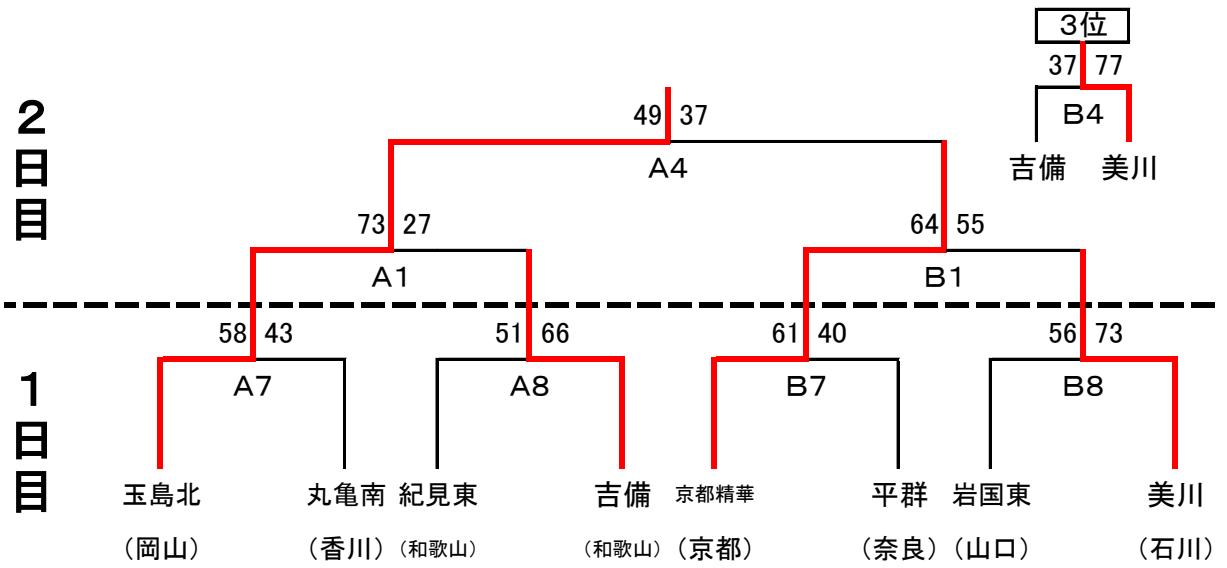 3位
37 77
B4
吉備 美川
2日目
49 37
A4
73 27
A1
64 55
B1
1日目
58 43
A7
51 66
A8
61 40
B7
56 73
B8
玉島北 丸亀南 紀見東 吉備 京都精華 平群 岩国東 美川
(岡山) (香川) (和歌山) (和歌山) (京都) (奈良) (山口) (石川)